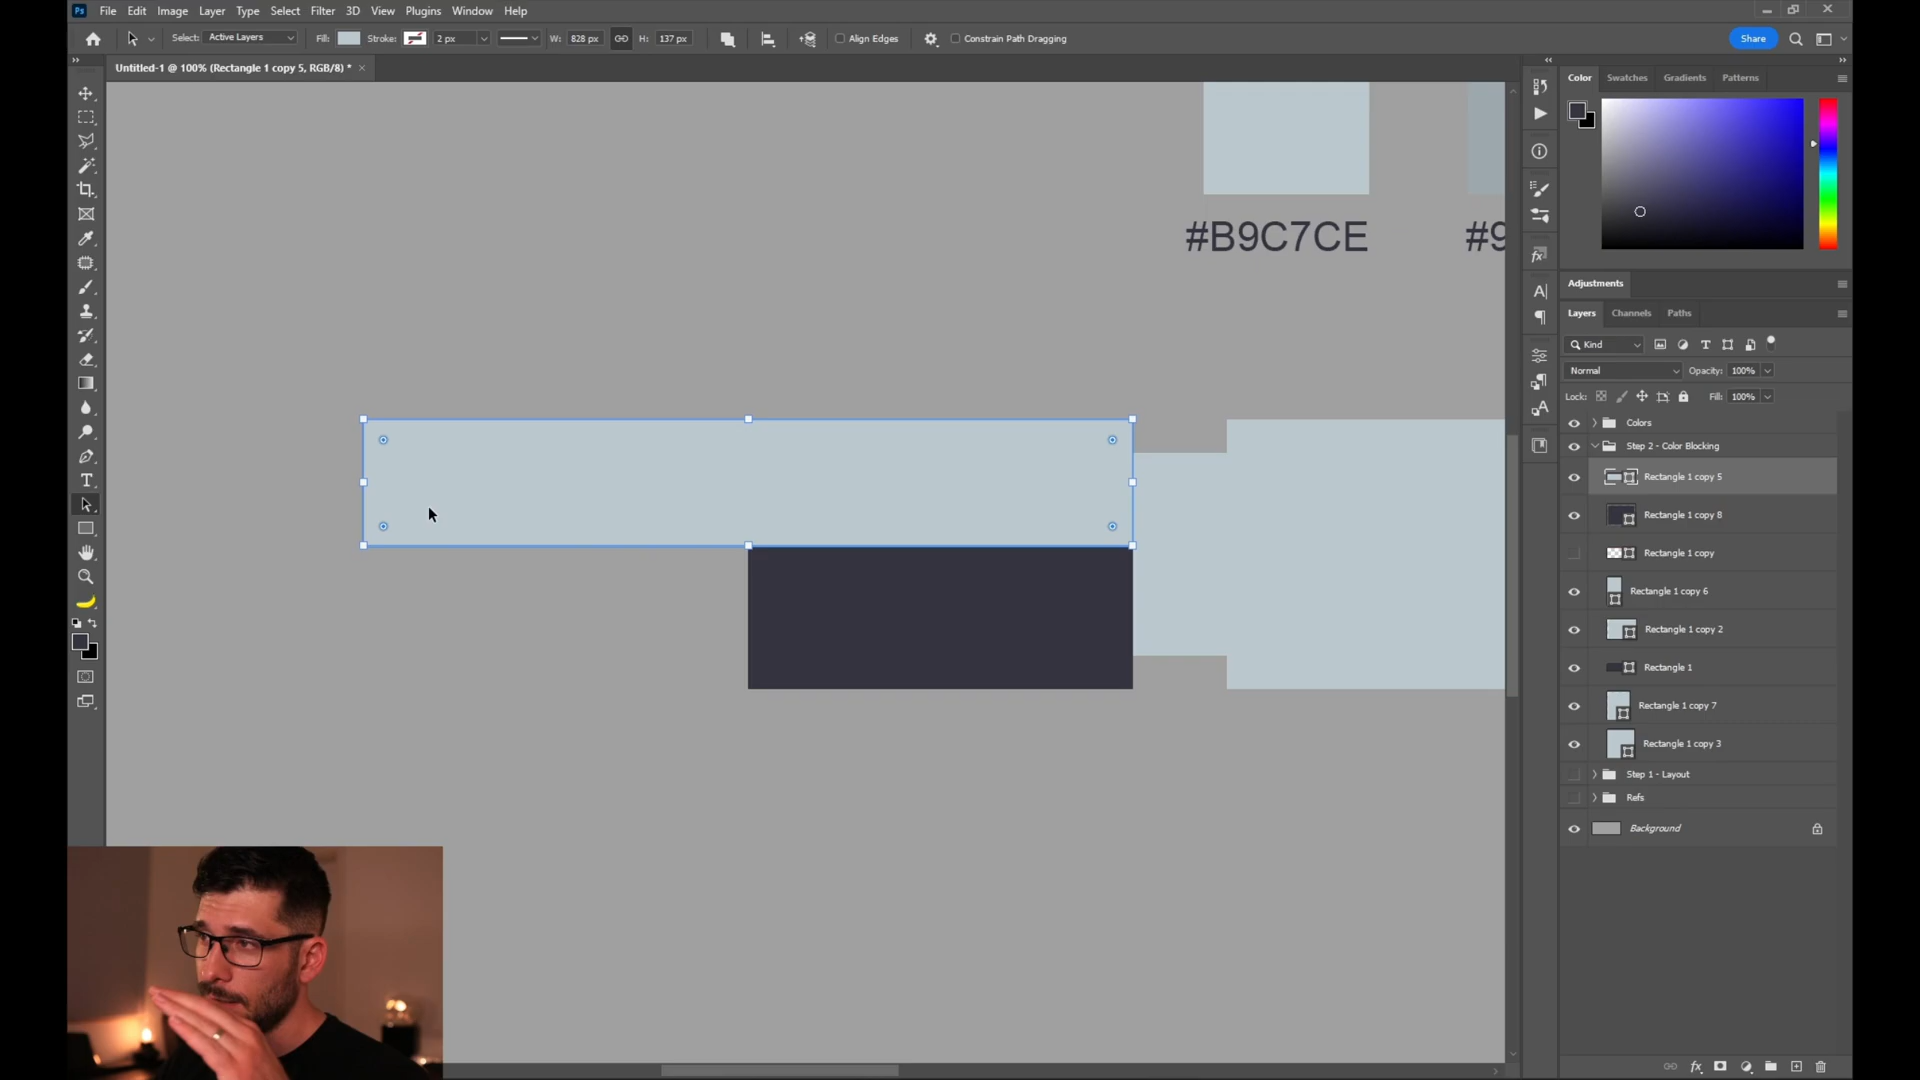 Ps File Edit Image Layer Type Select Filter 3D View Plugins Window Help
Select: Active Layers Fill: Stroke: 2 px W: 828 px H: 137 px Align Edges Constrain Path Dragging Share
Untitled-1 @ 100% (Rectangle 1 copy 5, RGB/8) * ×
Color Swatches Gradients Patterns
#B9C7CE
#9
Adjustments
Layers Channels Paths
Kind
Normal Opacity: 100%
Lock: Fill: 100%
Colors
Step 2 - Color Blocking
Rectangle 1 copy 5
Rectangle 1 copy 8
Rectangle 1 copy
Rectangle 1 copy 6
Rectangle 1 copy 2
Rectangle 1
Rectangle 1 copy 7
Rectangle 1 copy 3
Step 1 - Layout
Refs
Background
fx